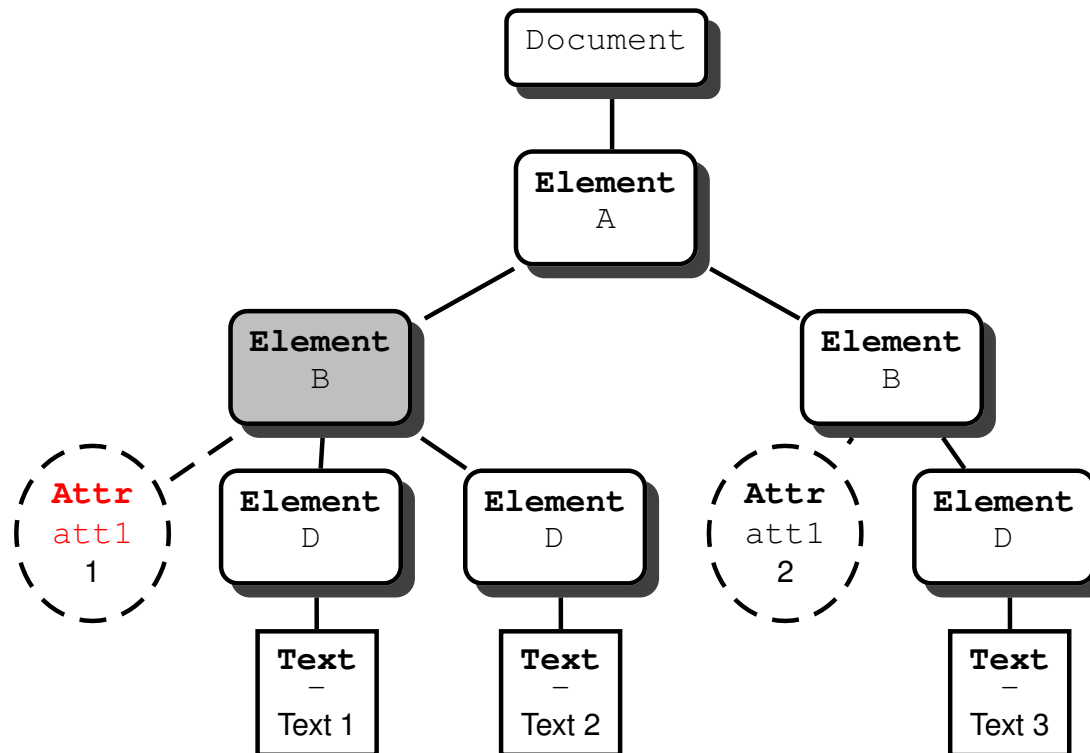 Document
Element
A
Element
B
Element
B
Attr
att1
1
Element
D
Element
D
Attr
att1
2
Element
D
Text
–
Text 1
Text
–
Text 2
Text
–
Text 3